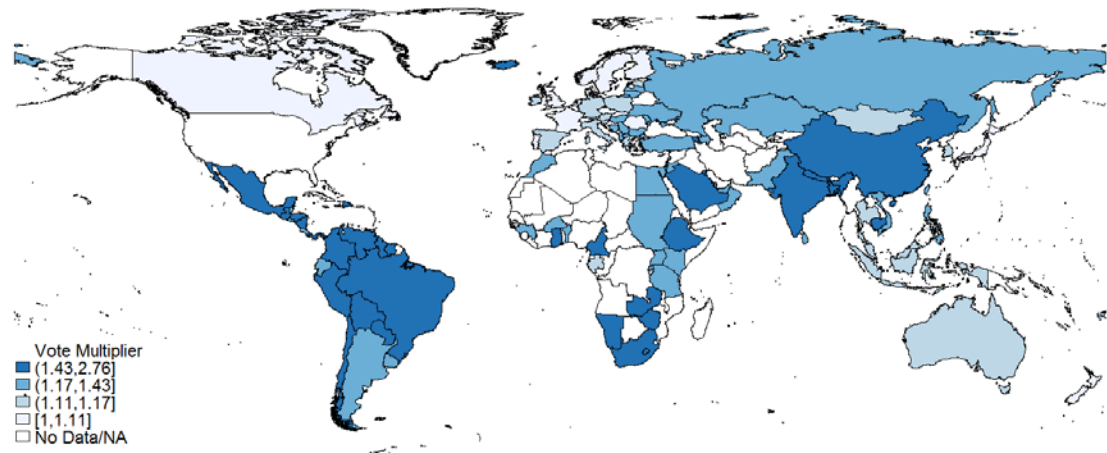 Vote Multiplier
(1.43,2.76]
(1.17,1.43]
(1.11,1.17]
[1,1.11]
No Data/NA